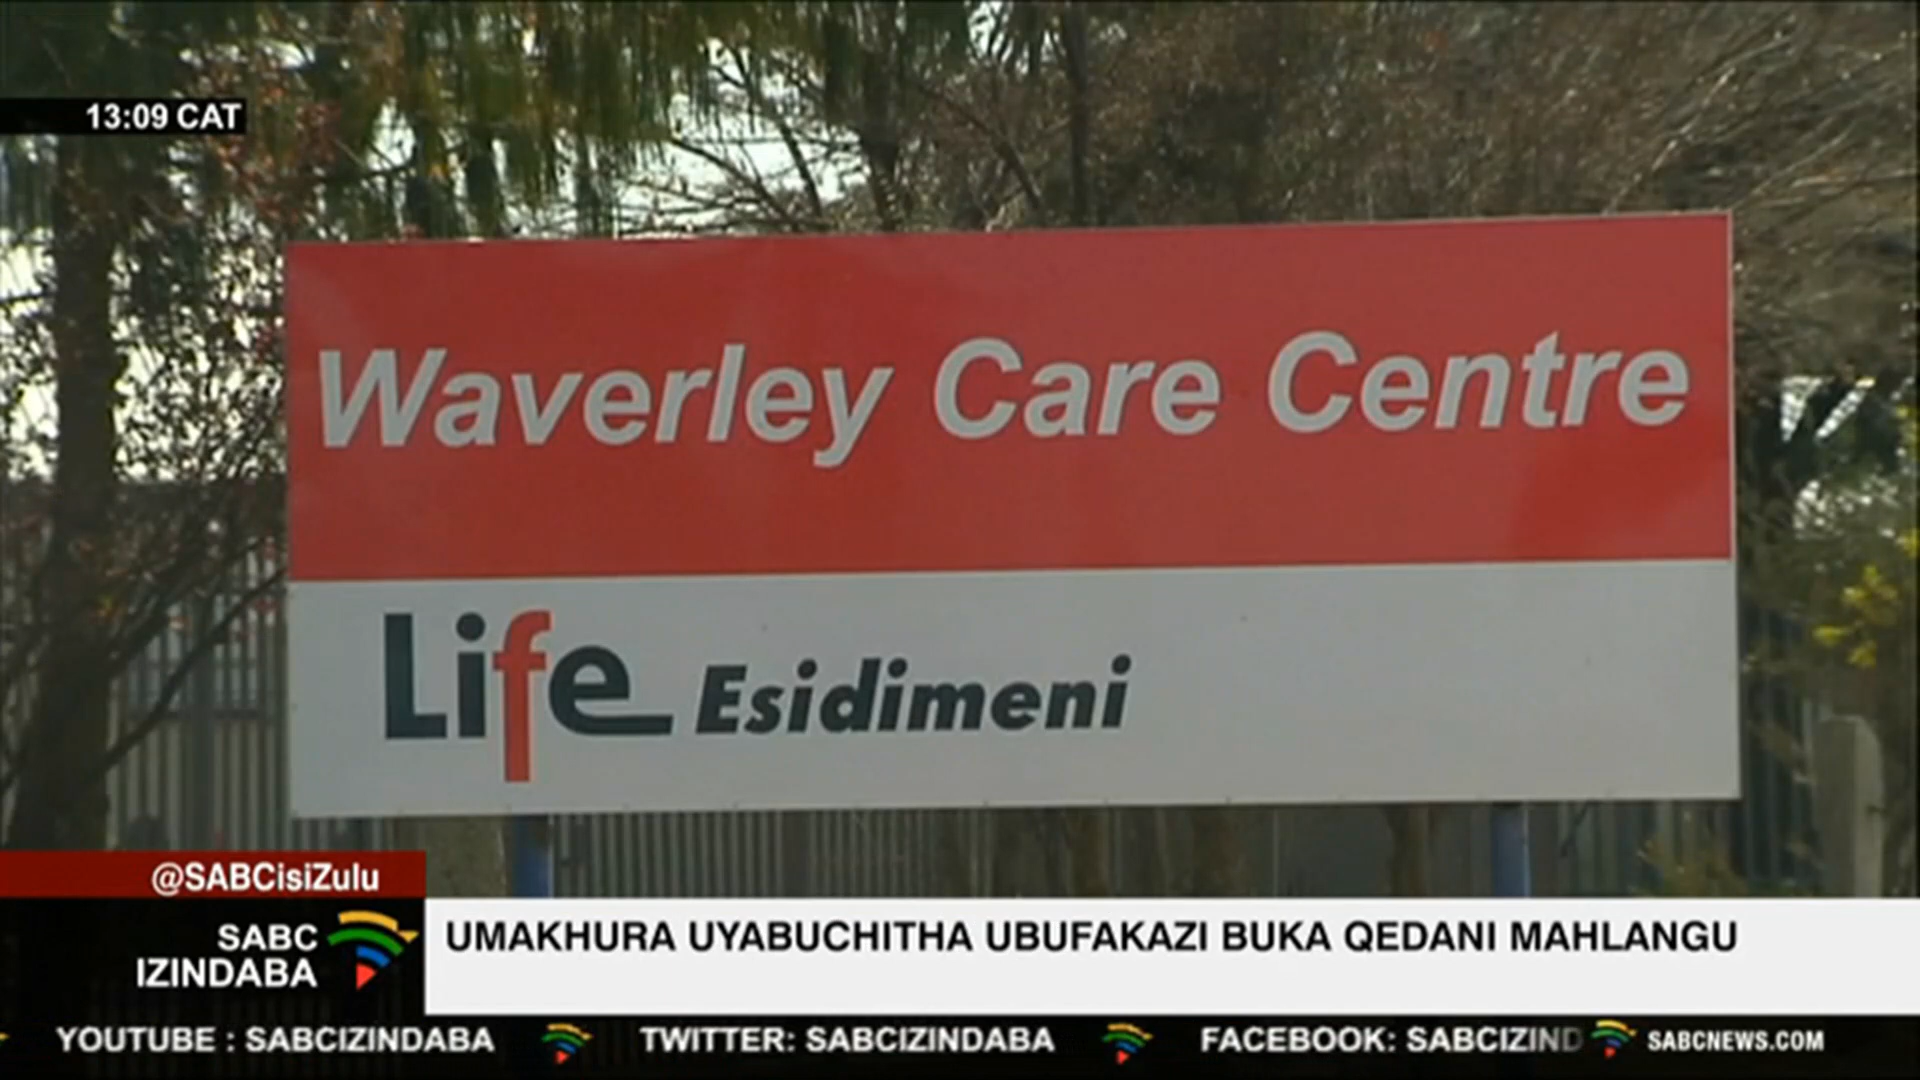 13:09 CAT
Waverley Care Centre
Life Esidimeni
@SABCisiZulu
SABC
IZINDABA
UMAKHURA UYABUCHITHA UBUFAKAZI BUKA QEDANI MAHLANGU
YOUTUBE : SABCIZINDABA TWITTER: SABCIZINDABA FACEBOOK: SABCIZIND SABCNEWS.COM